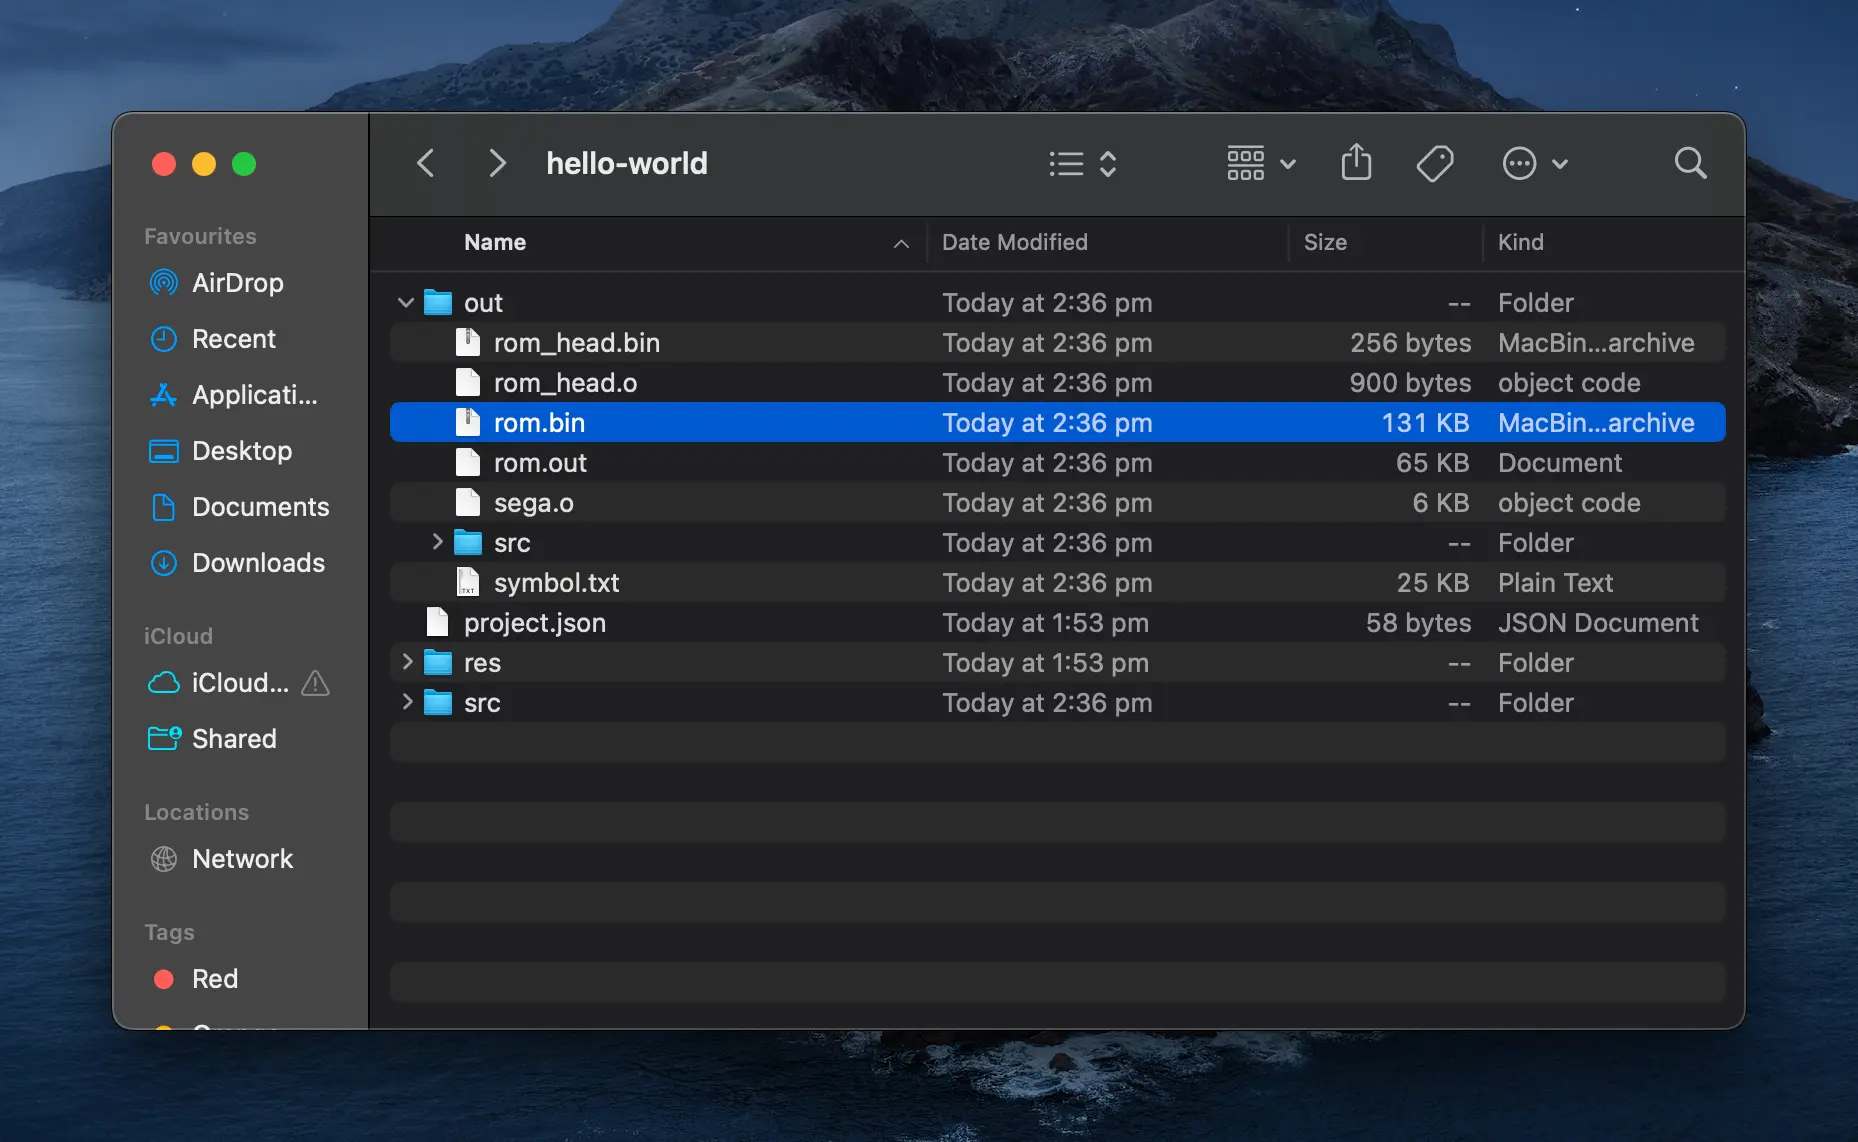 hello-world
Favourites
AirDrop
Recent
Applicati...
Desktop
Documents
Downloads
iCloud
iCloud...
Shared
Locations
Network
Tags
Red
Name Date Modified Size Kind
out Today at 2:36 pm -- Folder
rom_head.bin Today at 2:36 pm 256 bytes MacBin...archive
rom_head.o Today at 2:36 pm 900 bytes object code
rom.bin Today at 2:36 pm 131 KB MacBin...archive
rom.out Today at 2:36 pm 65 KB Document
sega.o Today at 2:36 pm 6 KB object code
src Today at 2:36 pm -- Folder
symbol.txt Today at 2:36 pm 25 KB Plain Text
project.json Today at 1:53 pm 58 bytes JSON Document
res Today at 1:53 pm -- Folder
src Today at 2:36 pm -- Folder